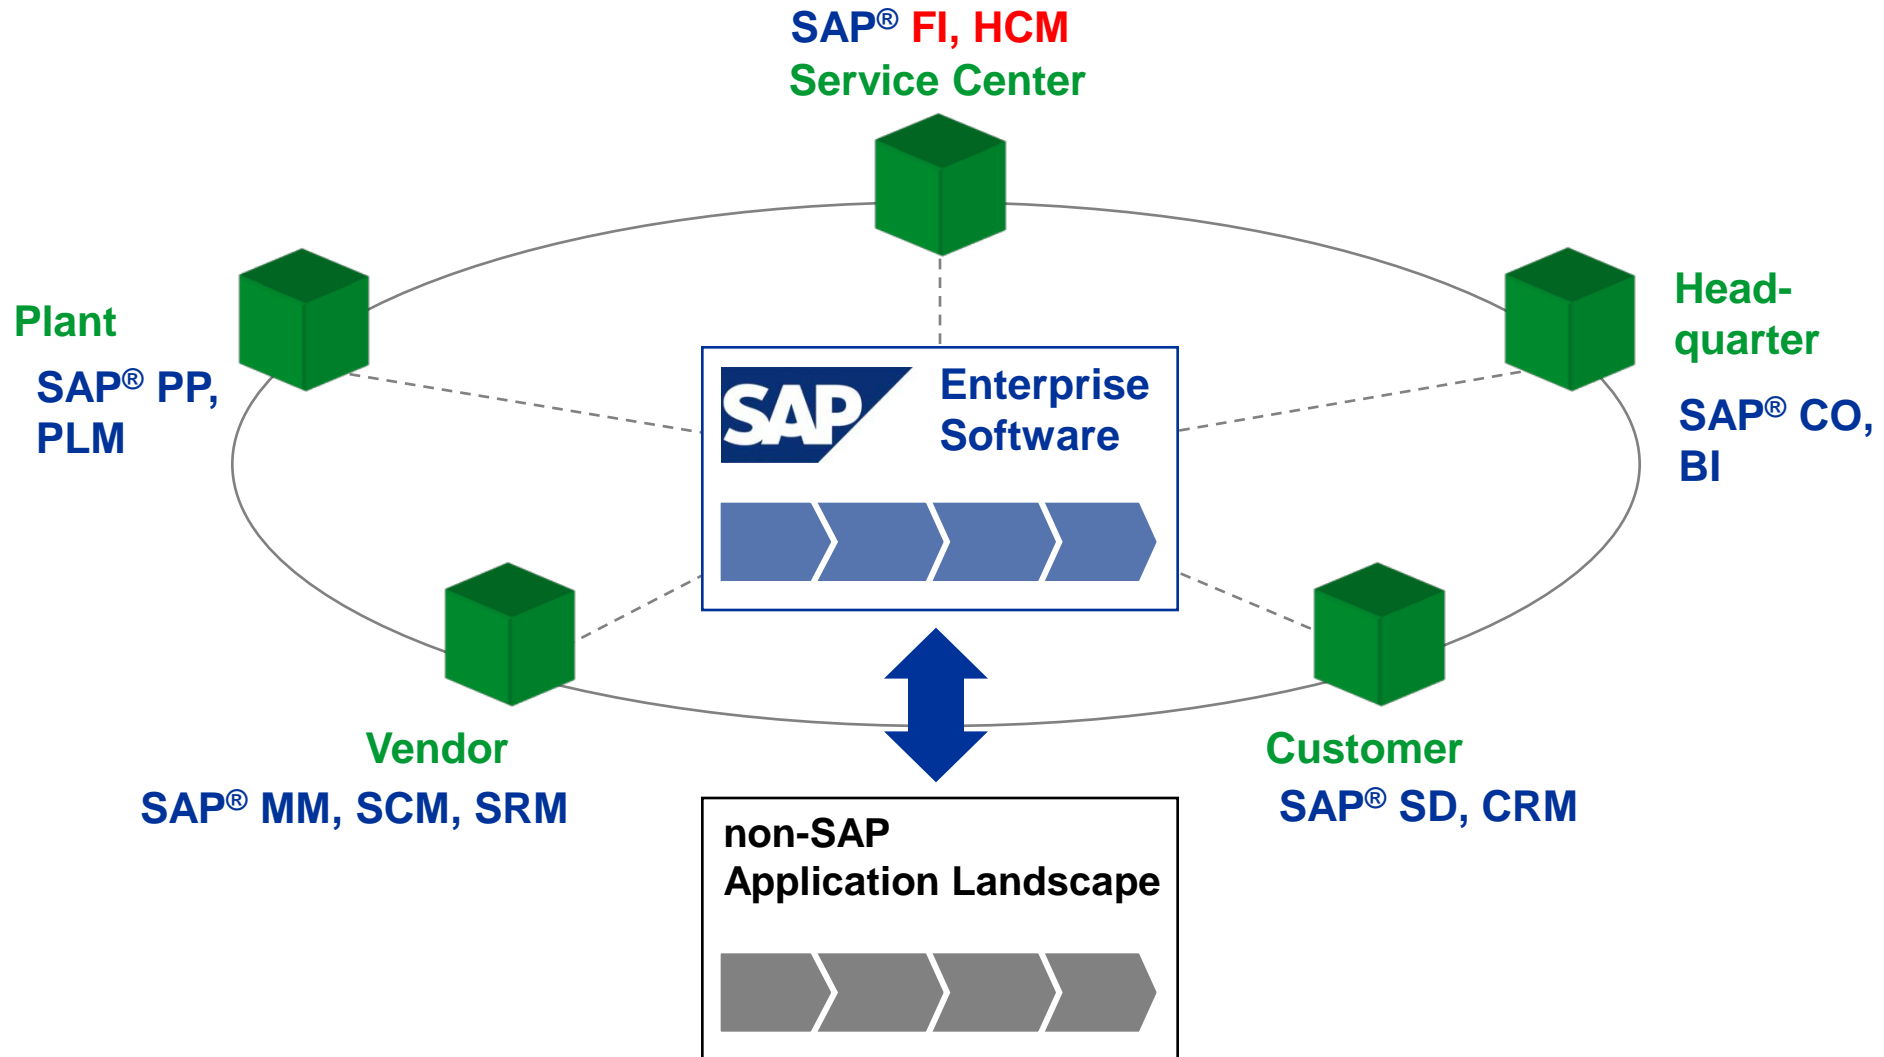 SAP® FI, HCM
Service Center
Plant
SAP® PP,
PLM
Head-
quarter
SAP® CO,
BI
SAP
Enterprise
Software
Vendor
SAP® MM, SCM, SRM
Customer
SAP® SD, CRM
non-SAP
Application Landscape